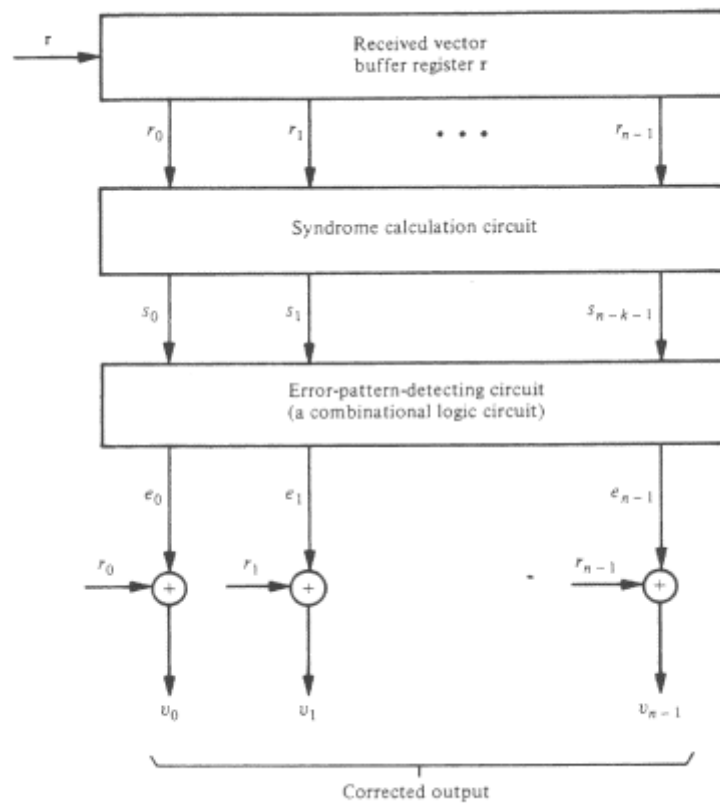 r
Received vector
buffer register r
r₀ r₁ • • • rₙ₋₁
Syndrome calculation circuit
s₀ s₁ sₙ₋ₖ₋₁
Error-pattern-detecting circuit
(a combinational logic circuit)
e₀ e₁ eₙ₋₁
r₀ + r₁ + rₙ₋₁ +
v₀ v₁ vₙ₋₁
Corrected output